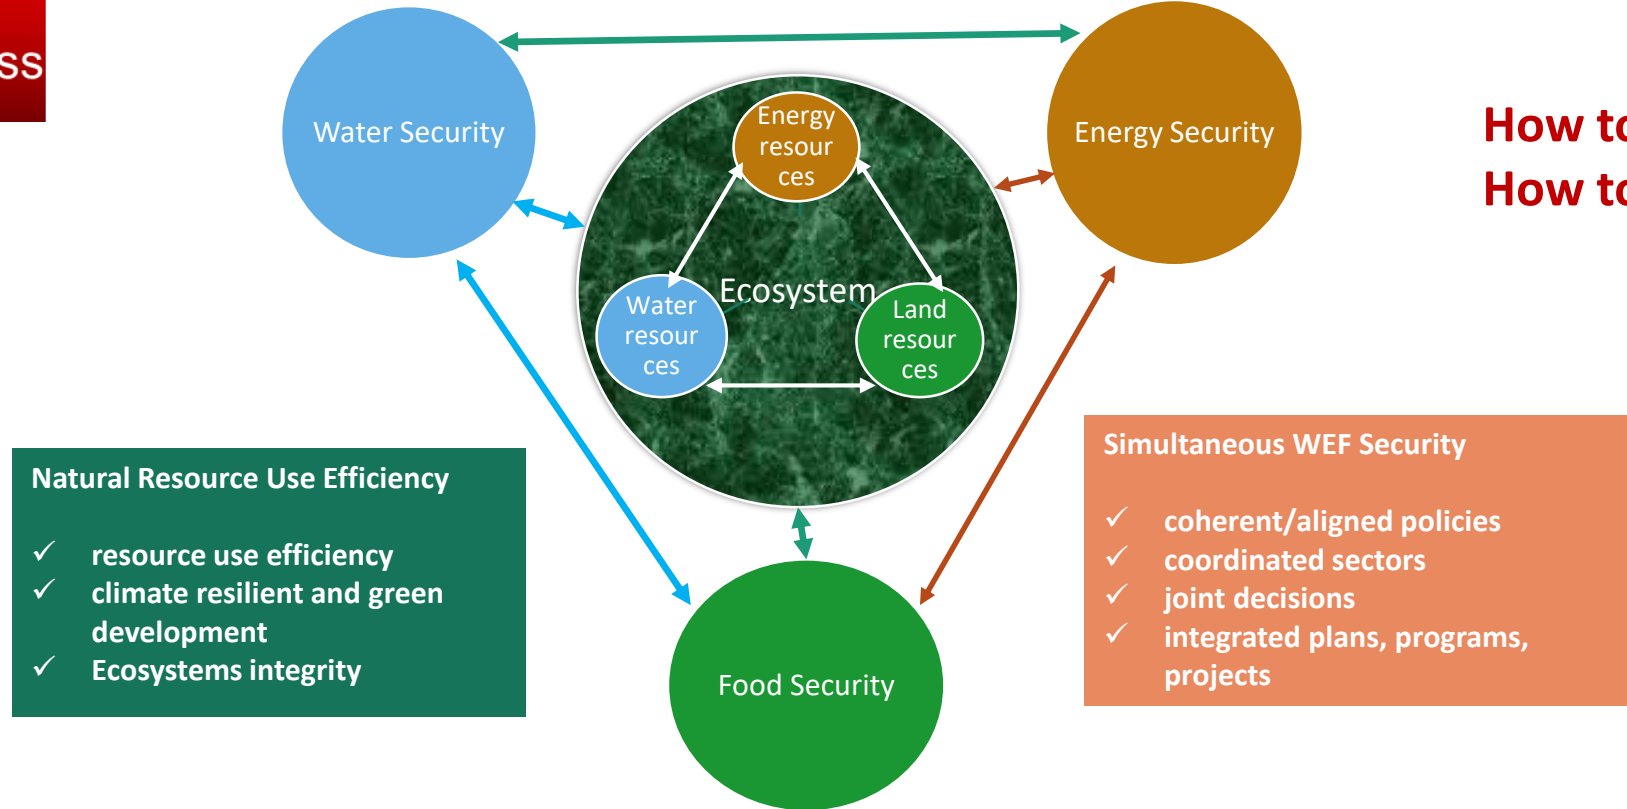 ss
Water Security
Energy
resour
ces
Energy Security
How to
How to
Ecosystem
Water
resour
ces
Land
resour
ces
Natural Resource Use Efficiency
✓ resource use efficiency
✓ climate resilient and green
development
✓ Ecosystems integrity
Simultaneous WEF Security
✓ coherent/aligned policies
✓ coordinated sectors
✓ joint decisions
✓ integrated plans, programs,
projects
Food Security